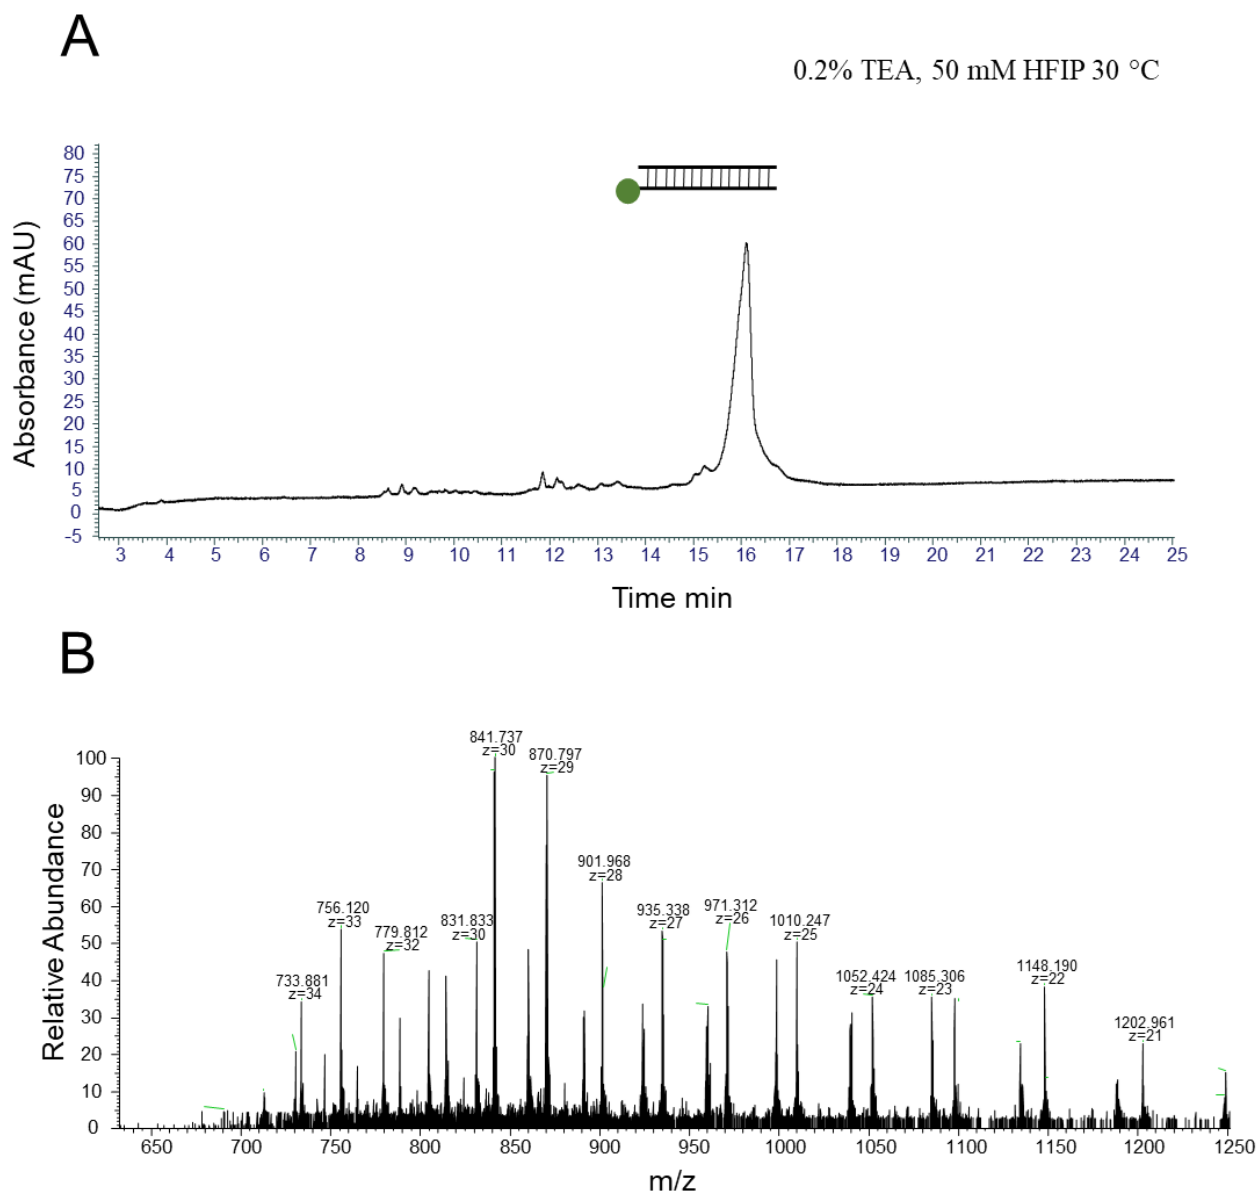 A
0.2% TEA, 50 mM HFIP 30 °C
80
75
70
65
60
55
50
45
40
35
30
25
20
15
10
5
0
-5
Absorbance (mAU)
3 4 5 6 7 8 9 10 11 12 13 14 15 16 17 18 19 20 21 22 23 24 25
Time min
B
841.737
z=30
870.797
z=29
901.968
z=28
756.120
z=33
935.338
z=27
971.312
z=26
779.812
z=32
831.833
z=30
1010.247
z=25
733.881
z=34
1052.424
z=24
1085.306
z=23
1148.190
z=22
1202.961
z=21
100
90
80
70
60
50
40
30
20
10
0
Relative Abundance
650 700 750 800 850 900 950 1000 1050 1100 1150 1200 1250
m/z